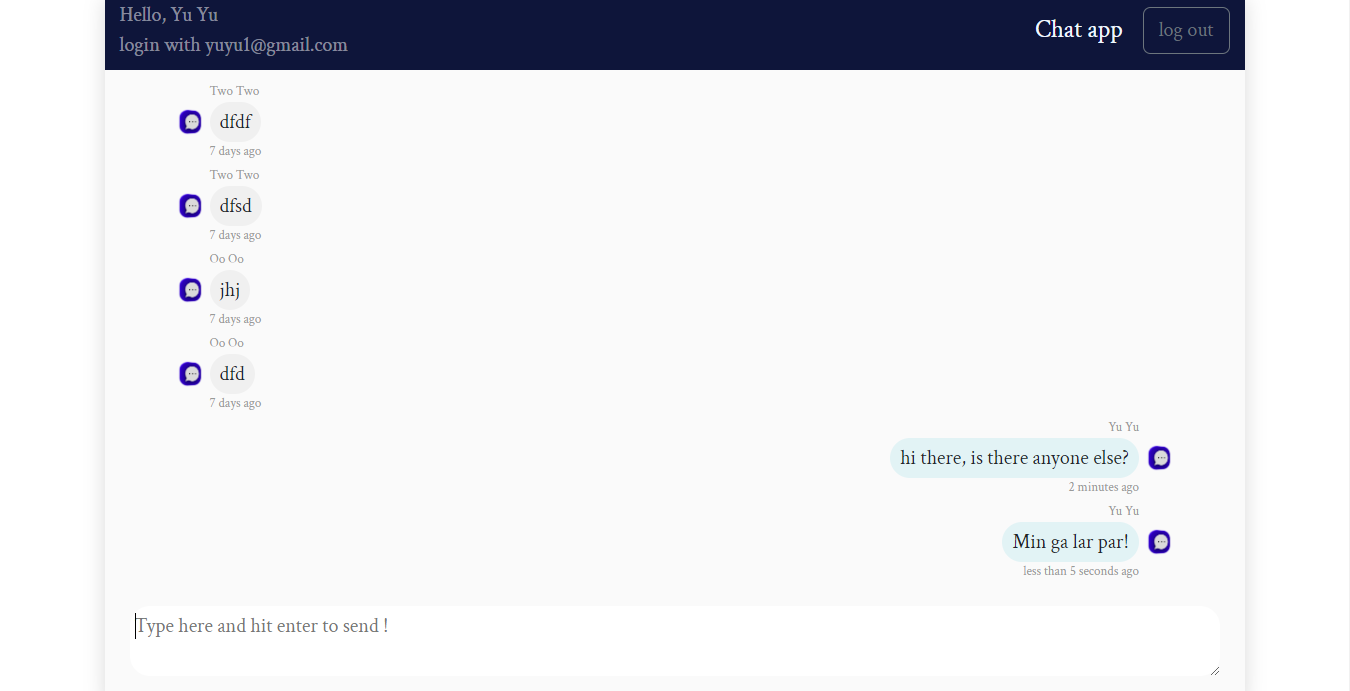 Hello, Yu Yu
login with yuyu1@gmail.com
Chat app
log out
Two Two
dfdf
7 days ago
Two Two
dfsd
7 days ago
Oo Oo
jhj
7 days ago
Oo Oo
dfd
7 days ago
Yu Yu
hi there, is there anyone else?
2 minutes ago
Yu Yu
Min ga lar par!
less than 5 seconds ago
Type here and hit enter to send !